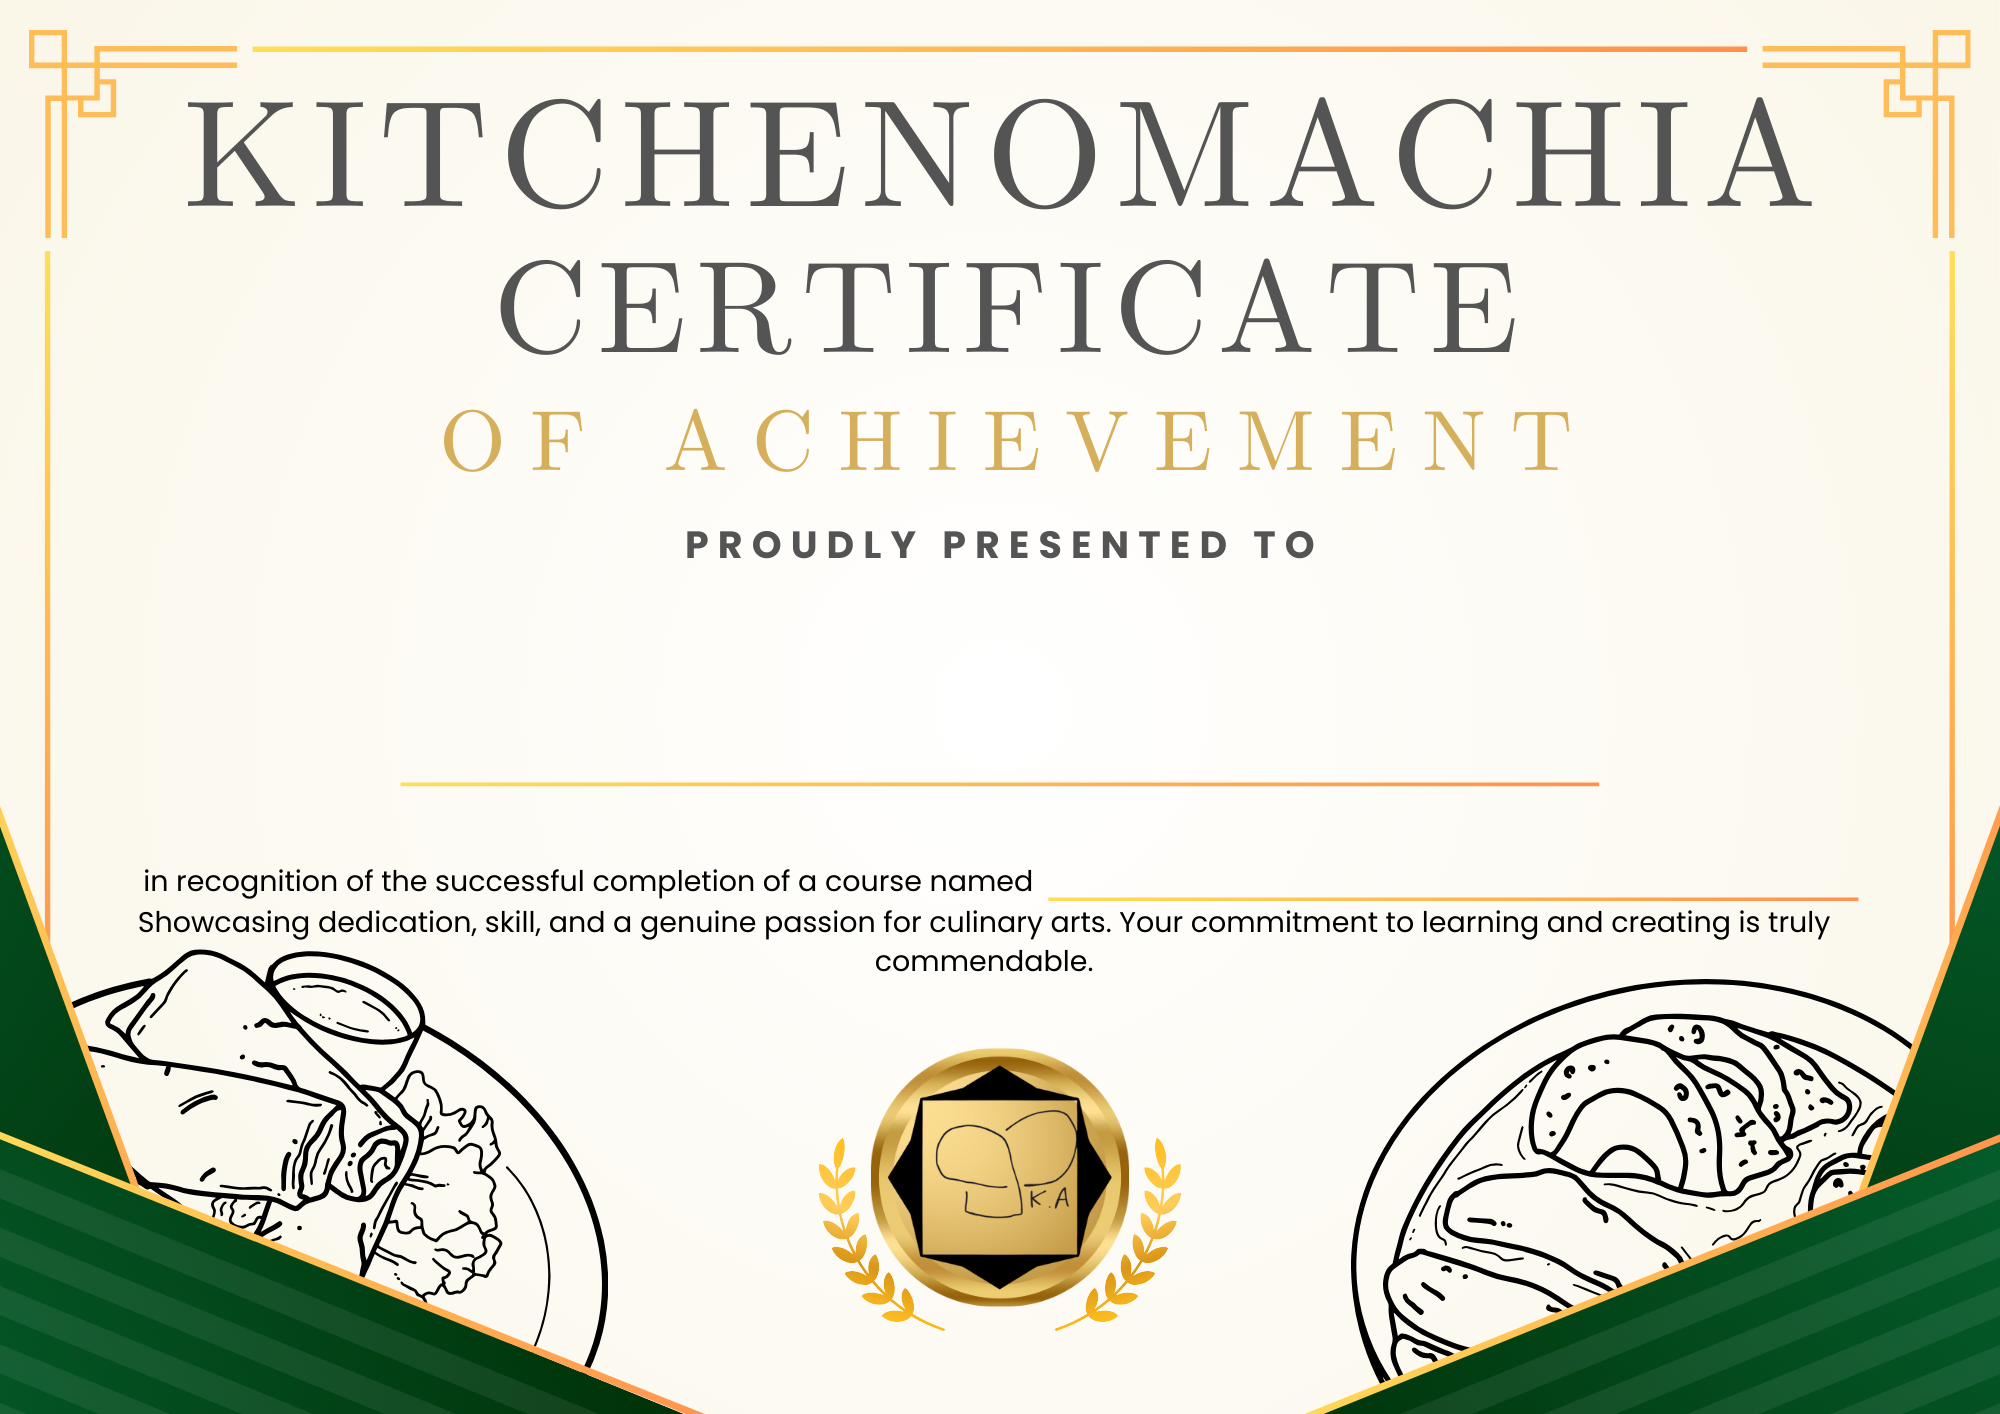 KITCHENOMACHIA
CERTIFICATE
OF ACHIEVEMENT
PROUDLY PRESENTED TO
in recognition of the successful completion of a course named
Showcasing dedication, skill, and a genuine passion for culinary arts. Your commitment to learning and creating is truly
commendable.
K.A